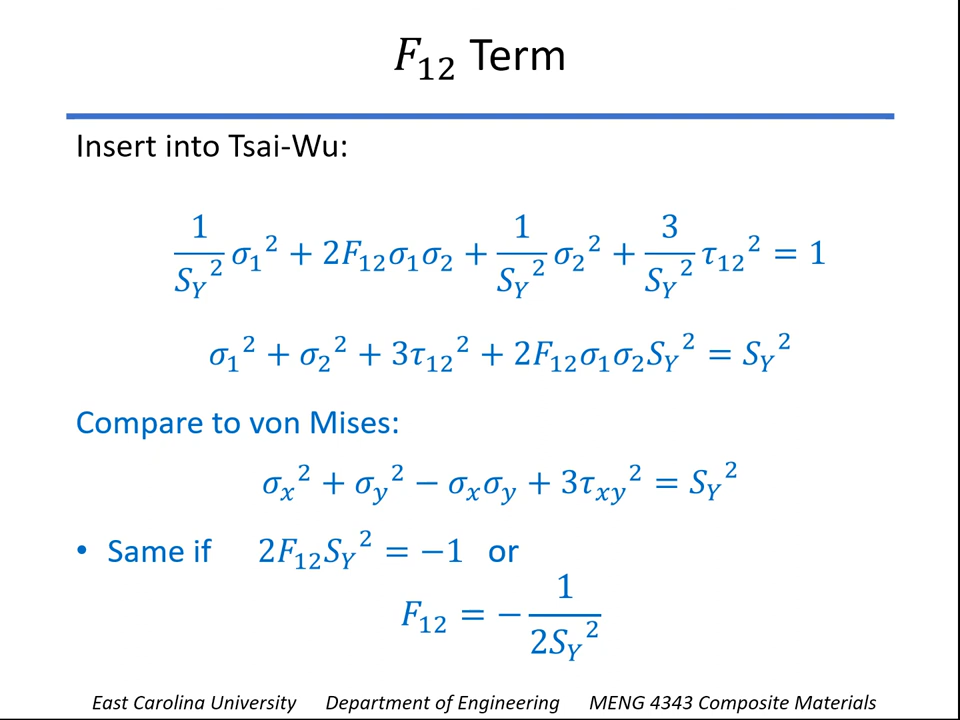 F₁₂ Term
Insert into Tsai-Wu:
1/S_Y² σ₁² + 2F₁₂σ₁σ₂ + 1/S_Y² σ₂² + 3/S_Y² τ₁₂² = 1
σ₁² + σ₂² + 3τ₁₂² + 2F₁₂σ₁σ₂S_Y² = S_Y²
Compare to von Mises:
σₓ² + σ_y² − σₓσ_y + 3τ_xy² = S_Y²
• Same if 2F₁₂S_Y² = −1 or
F₁₂ = − 1/2S_Y²
East Carolina University Department of Engineering MENG 4343 Composite Materials